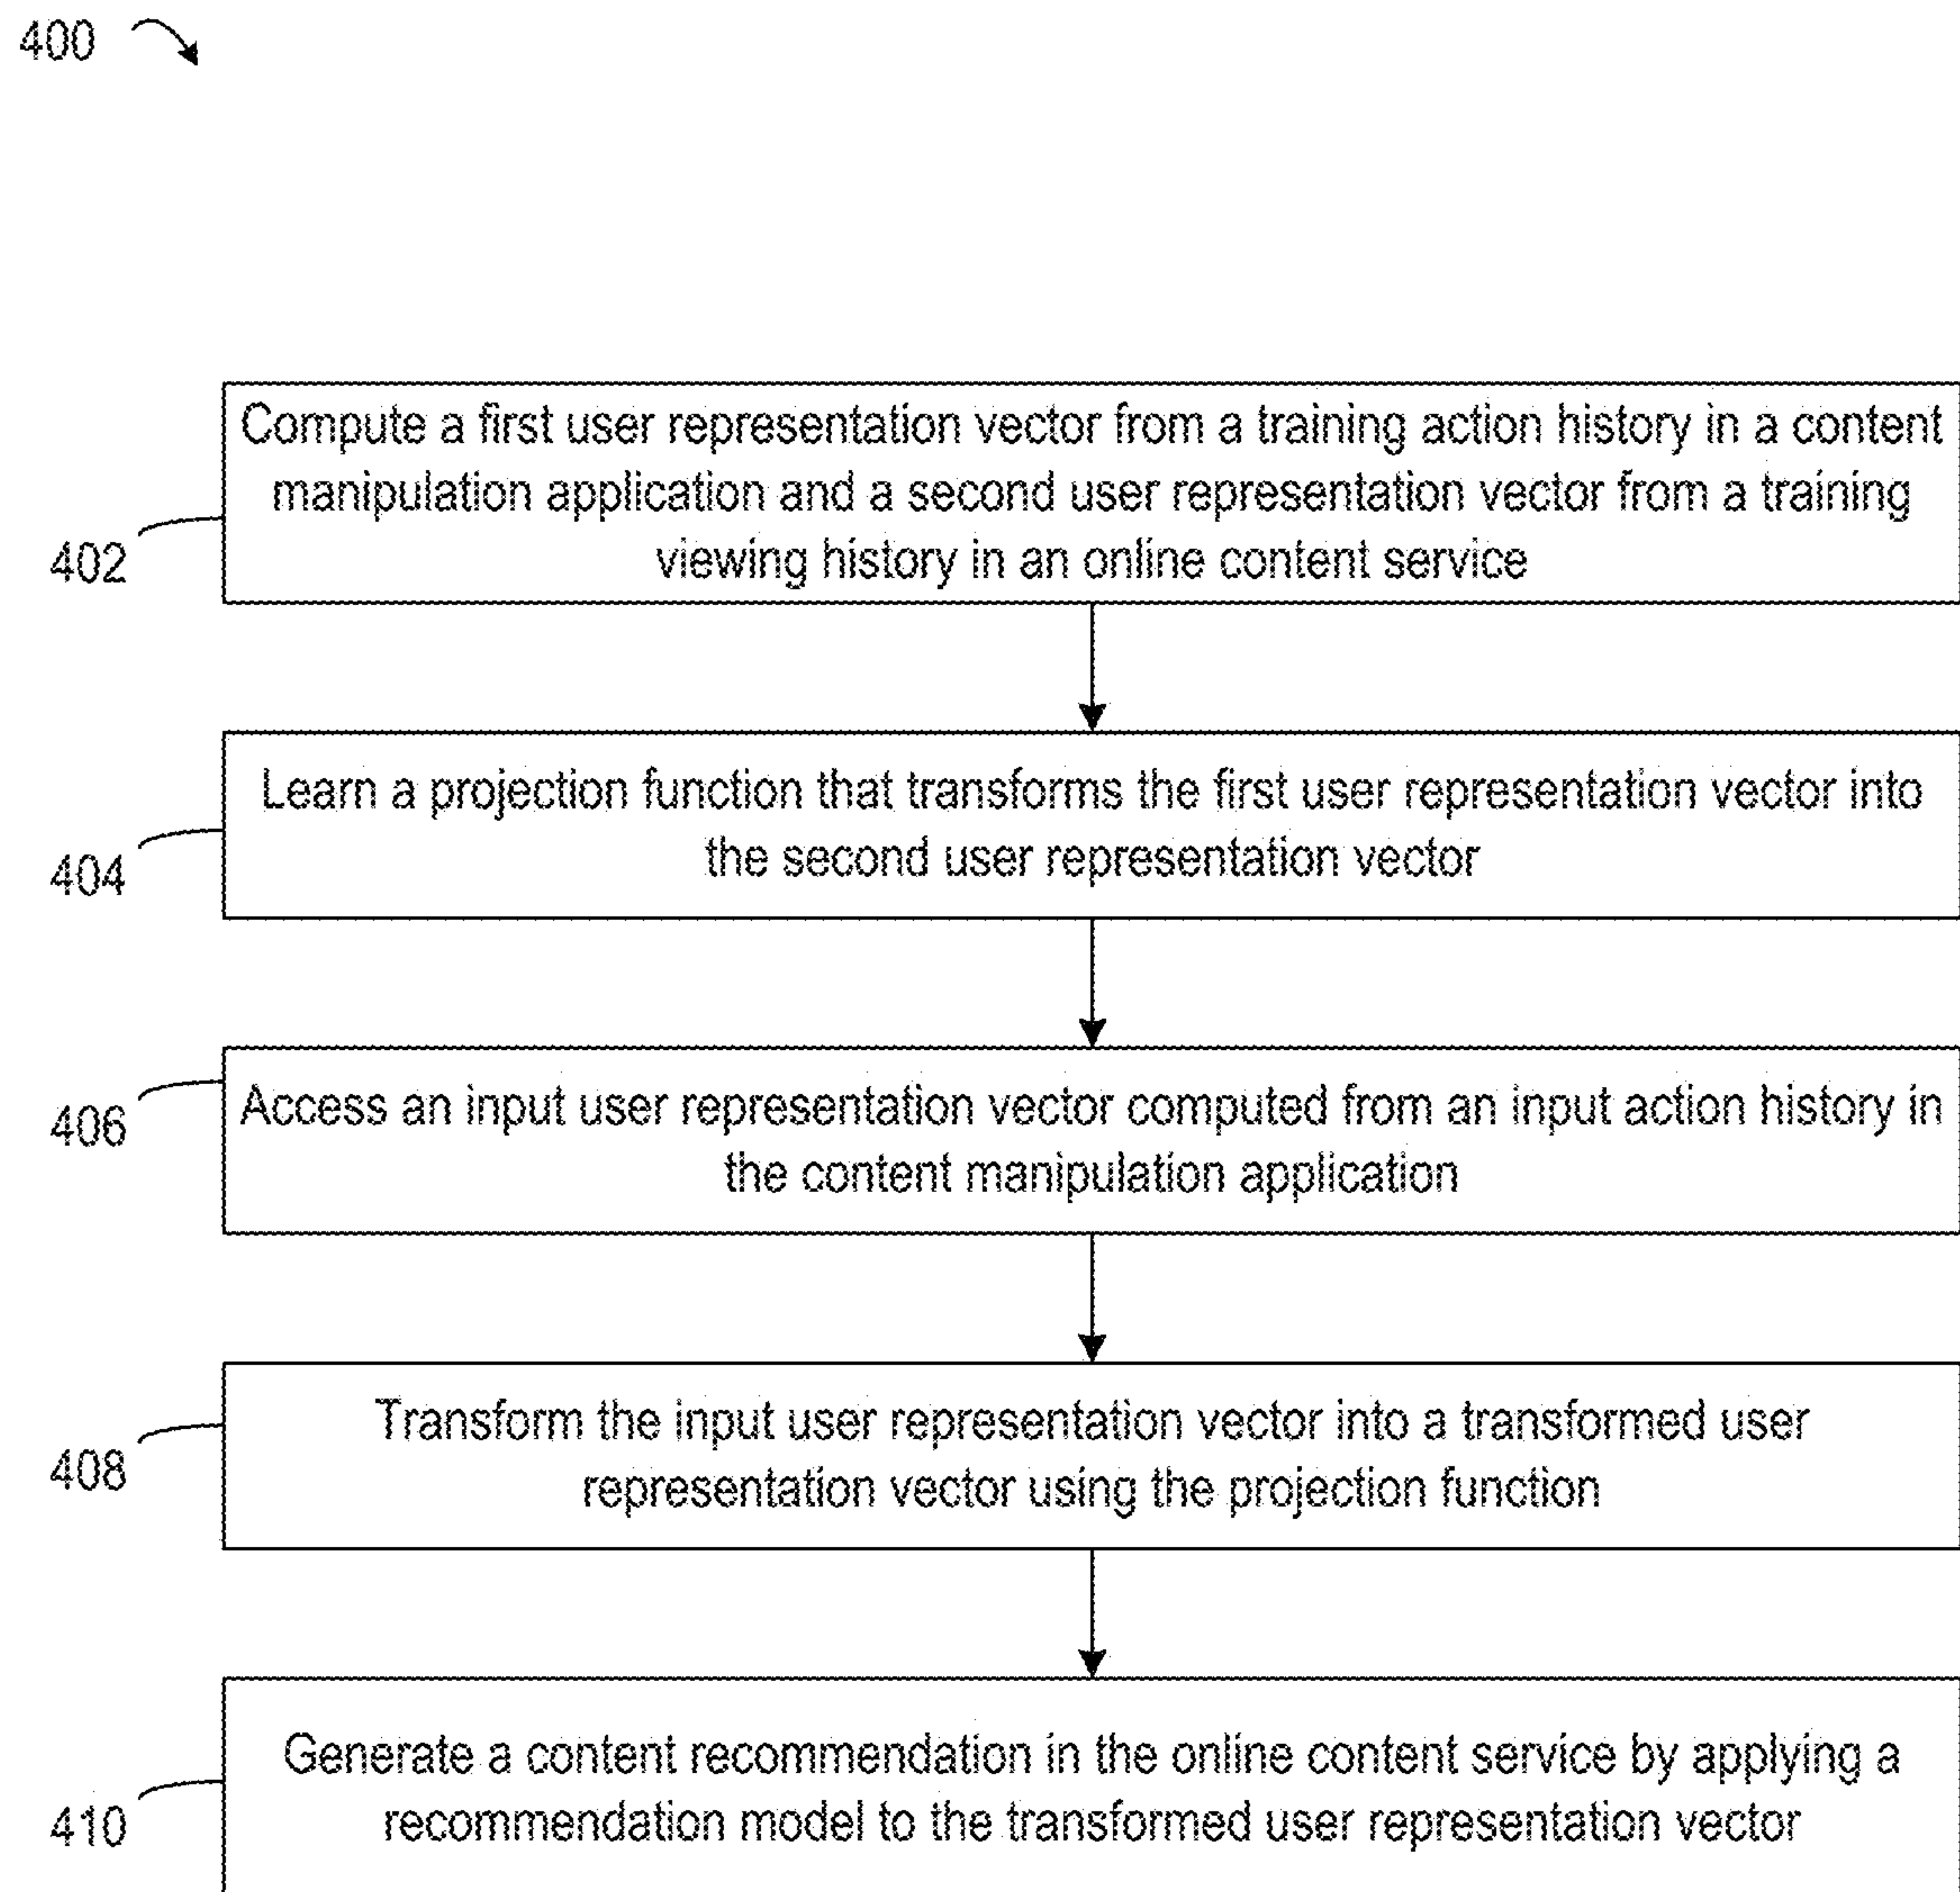 400
Compute a first user representation vector from a training action history in a content
manipulation application and a second user representation vector from a training
viewing history in an online content service
402
Learn a projection function that transforms the first user representation vector into
the second user representation vector
404
Access an input user representation vector computed from an input action history in
the content manipulation application
406
Transform the input user representation vector into a transformed user
representation vector using the projection function
408
Generate a content recommendation in the online content service by applying a
recommendation model to the transformed user representation vector
410